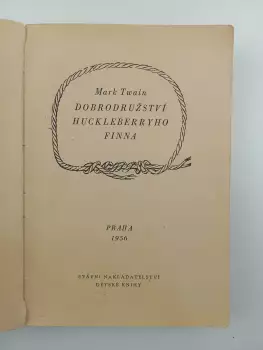 Mark Twain
DOBRODRUŽSTVÍ
HUCKLEBERRYHO
FINNA
PRAHA
1956
STÁTNÍ NAKLADATELSTVÍ
DĚTSKÉ KNIHY